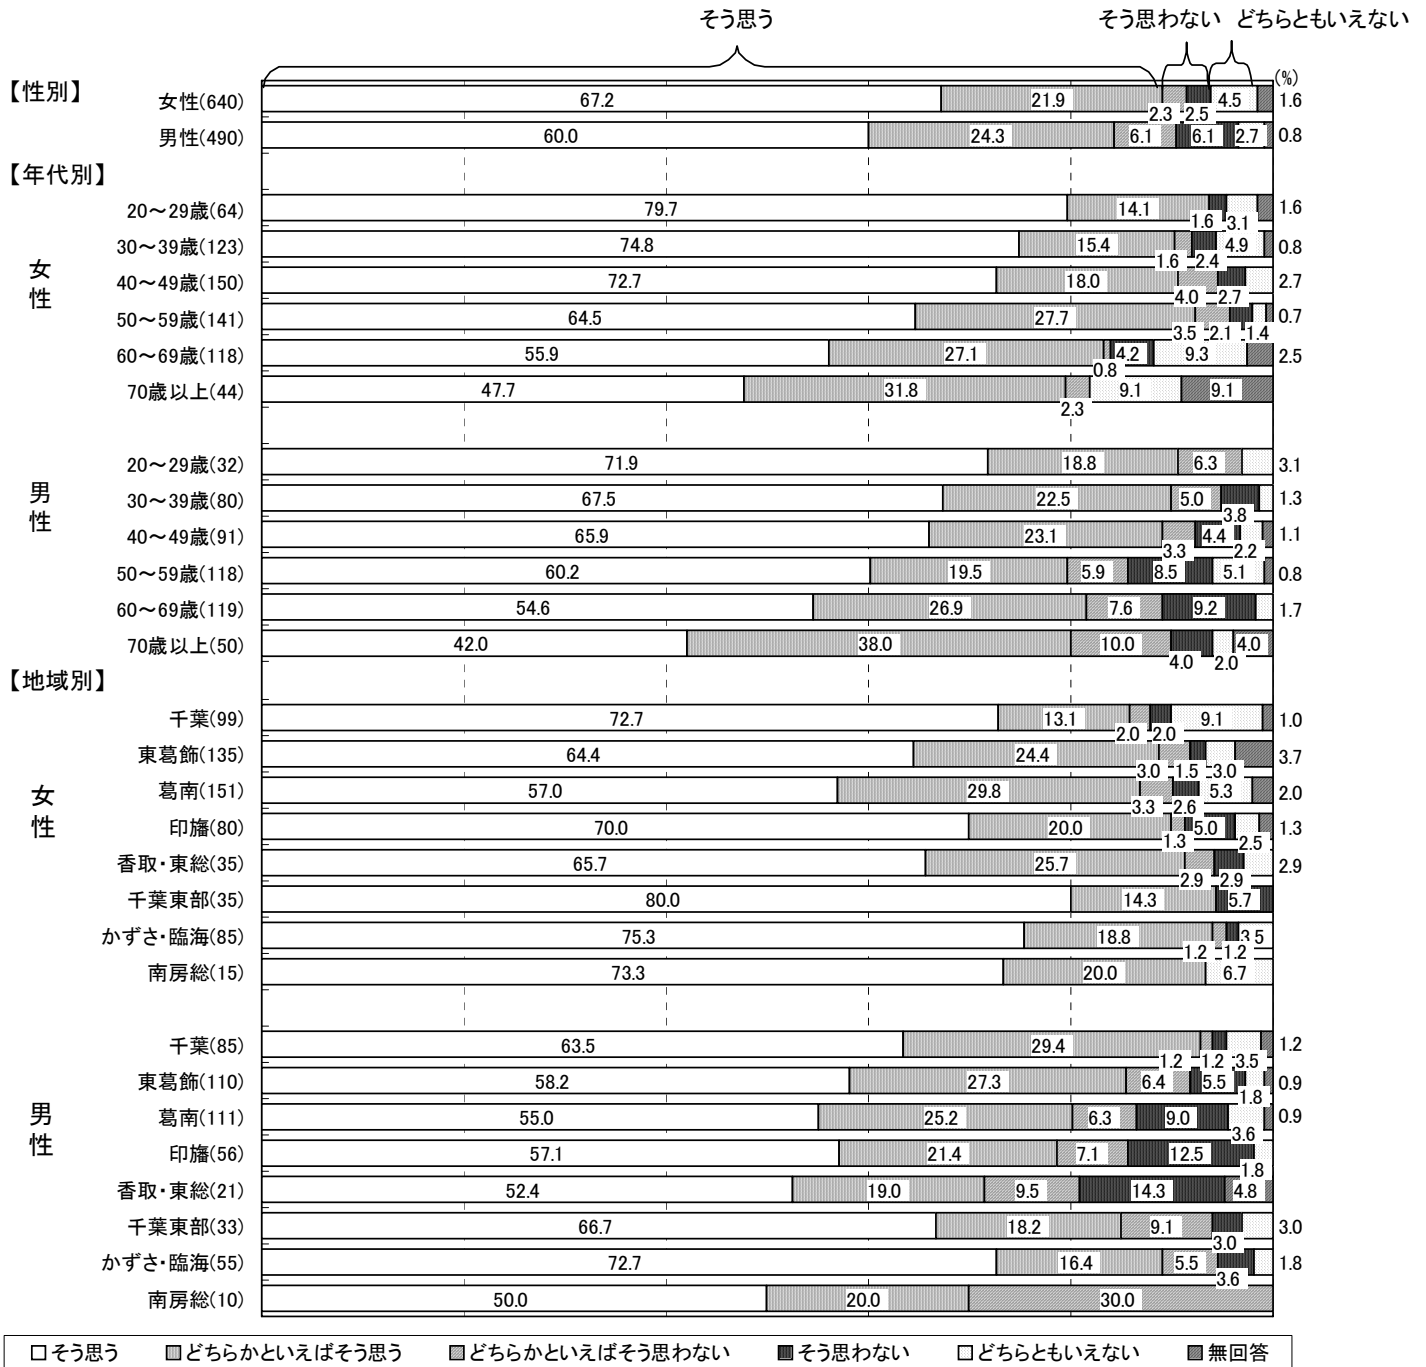 そう思う そう思わない どちらともいえない
(%)
【性別】
女性(640) 67.2 21.9 2.3 2.5 4.5 1.6
男性(490) 60.0 24.3 6.1 6.1 2.7 0.8
【年代別】
女性
20～29歳(64) 79.7 14.1 1.6 3.1 1.6
30～39歳(123) 74.8 15.4 1.6 2.4 4.9 0.8
40～49歳(150) 72.7 18.0 4.0 2.7 2.7
50～59歳(141) 64.5 27.7 3.5 2.1 1.4 0.7
60～69歳(118) 55.9 27.1 0.8 4.2 9.3 2.5
70歳以上(44) 47.7 31.8 2.3 9.1 9.1
男性
20～29歳(32) 71.9 18.8 6.3 3.1
30～39歳(80) 67.5 22.5 5.0 3.8 1.3
40～49歳(91) 65.9 23.1 3.3 4.4 2.2 1.1
50～59歳(118) 60.2 19.5 5.9 8.5 5.1 0.8
60～69歳(119) 54.6 26.9 7.6 9.2 1.7
70歳以上(50) 42.0 38.0 10.0 4.0 2.0 4.0
【地域別】
女性
千葉(99) 72.7 13.1 2.0 2.0 9.1 1.0
東葛飾(135) 64.4 24.4 3.0 1.5 3.0 3.7
葛南(151) 57.0 29.8 3.3 2.6 5.3 2.0
印旛(80) 70.0 20.0 1.3 5.0 2.5 1.3
香取・東総(35) 65.7 25.7 2.9 2.9 2.9
千葉東部(35) 80.0 14.3 5.7
かずさ・臨海(85) 75.3 18.8 1.2 1.2 3.5
南房総(15) 73.3 20.0 6.7
男性
千葉(85) 63.5 29.4 1.2 1.2 3.5 1.2
東葛飾(110) 58.2 27.3 6.4 5.5 1.8 0.9
葛南(111) 55.0 25.2 6.3 9.0 3.6 0.9
印旛(56) 57.1 21.4 7.1 12.5 1.8
香取・東総(21) 52.4 19.0 9.5 14.3 4.8
千葉東部(33) 66.7 18.2 9.1 3.0 3.0
かずさ・臨海(55) 72.7 16.4 5.5 3.6 1.8
南房総(10) 50.0 20.0 30.0
そう思う どちらかといえばそう思う どちらかといえばそう思わない そう思わない どちらともいえない 無回答